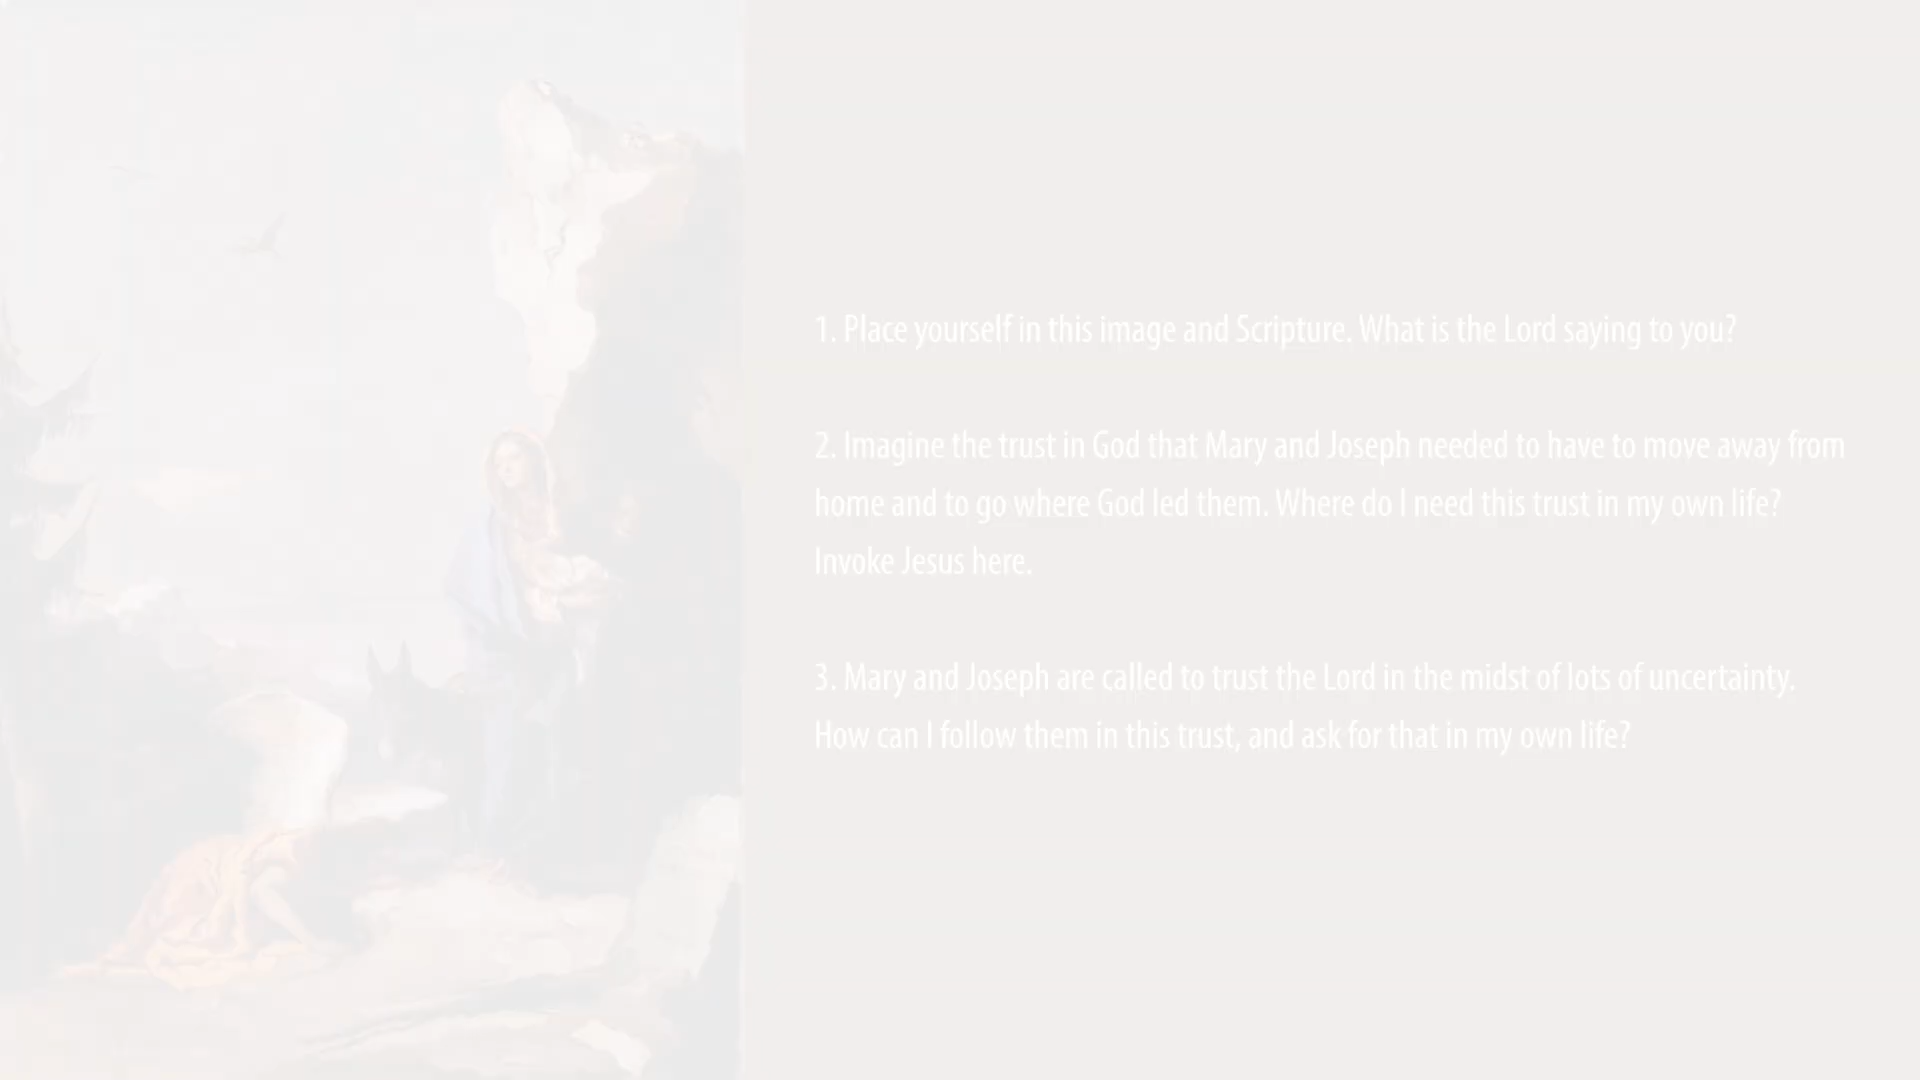 1. Place yourself in this image and Scripture. What is the Lord saying to you?
2. Imagine the trust in God that Mary and Joseph needed to have to move away from
home and to go where God led them. Where do I need this trust in my own life?
Invoke Jesus here.
3. Mary and Joseph are called to trust the Lord in the midst of lots of uncertainty.
How can I follow them in this trust, and ask for that in my own life?